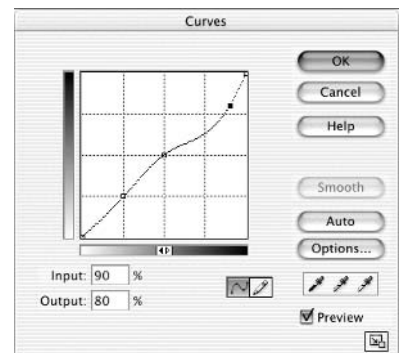 Curves
OK
Cancel
Help
Smooth
Auto
Options...
Input: 90 %
Output: 80 %
Preview